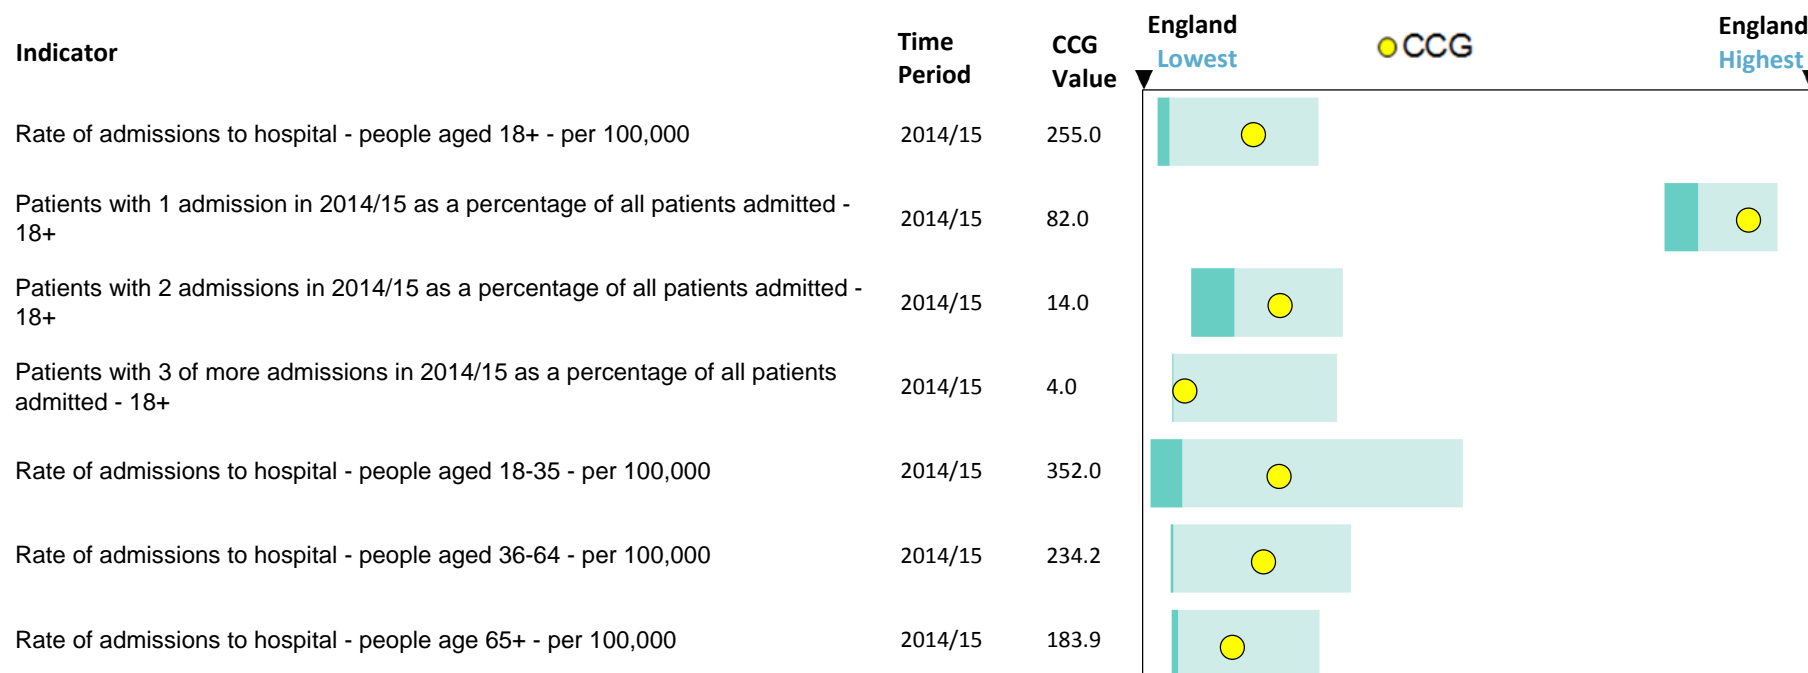 Indicator
Time
Period
CCG
Value
England
Lowest
CCG
England
Highest
Rate of admissions to hospital - people aged 18+ - per 100,000
2014/15
255.0
Patients with 1 admission in 2014/15 as a percentage of all patients admitted -
18+
2014/15
82.0
Patients with 2 admissions in 2014/15 as a percentage of all patients admitted -
18+
2014/15
14.0
Patients with 3 of more admissions in 2014/15 as a percentage of all patients
admitted - 18+
2014/15
4.0
Rate of admissions to hospital - people aged 18-35 - per 100,000
2014/15
352.0
Rate of admissions to hospital - people aged 36-64 - per 100,000
2014/15
234.2
Rate of admissions to hospital - people age 65+ - per 100,000
2014/15
183.9